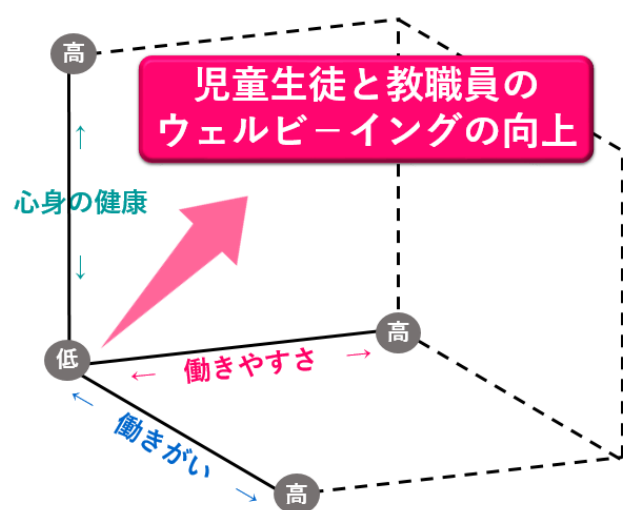 高
児童生徒と教職員の
ウェルビーイングの向上
↑
心身の健康
↓
低
高
← 働きやすさ →
← 働きがい →
高